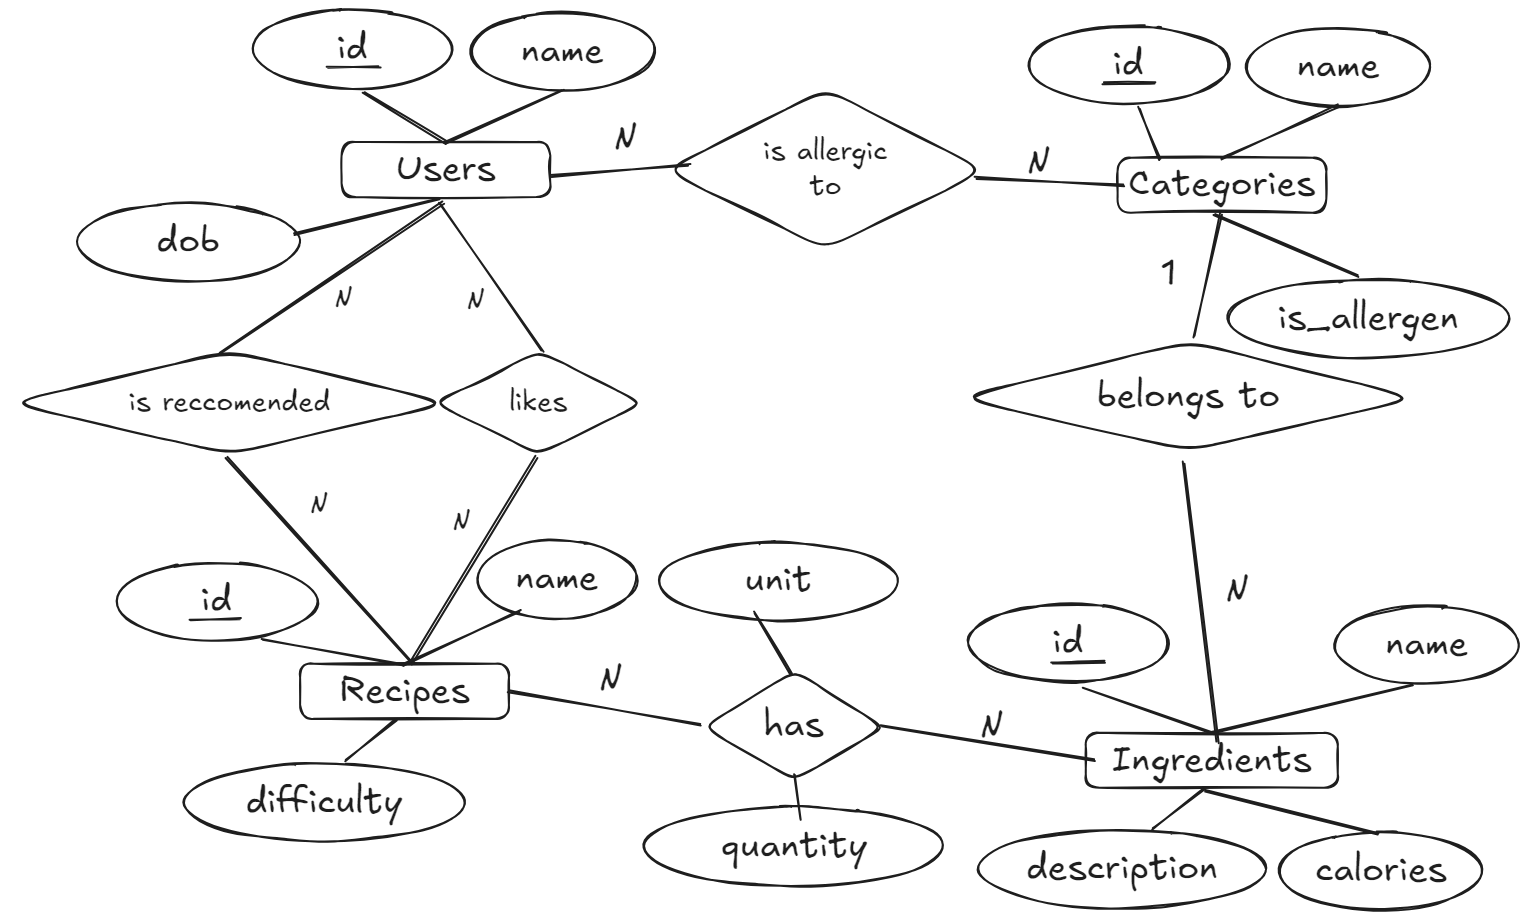 id
name
id
name
N
is allergic
to
N
Users
Categories
dob
N
N
1
is_allergen
is reccomended
likes
belongs to
N
N
id
name
unit
N
id
name
Recipes
N
has
N
Ingredients
difficulty
quantity
description
calories